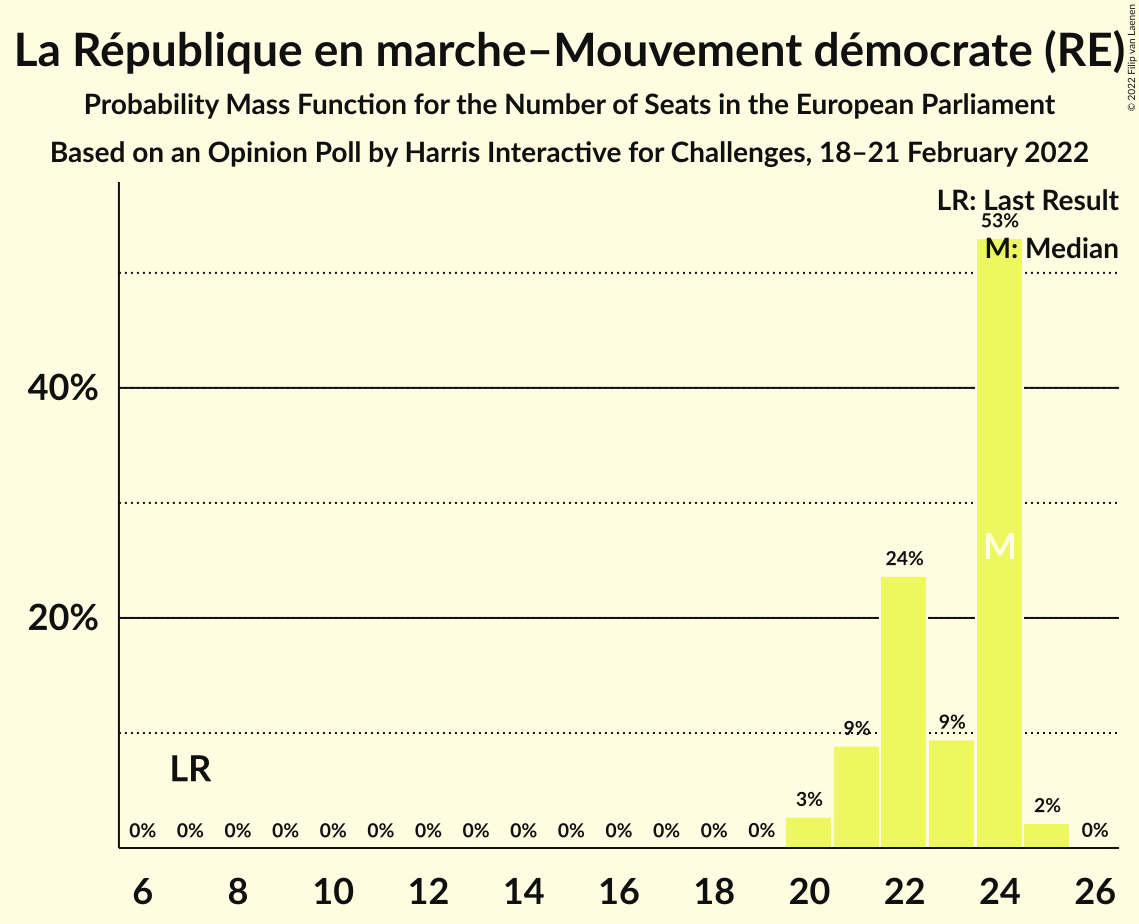 La République en marche–Mouvement démocrate (RE)
© 2022 Filip van Laenen
Probability Mass Function for the Number of Seats in the European Parliament
Based on an Opinion Poll by Harris Interactive for Challenges, 18–21 February 2022
LR: Last Result
53%
M: Median
40%
M
24%
20%
9%
9%
LR
3%
2%
0% 0% 0% 0% 0% 0% 0% 0% 0% 0% 0% 0% 0% 0% 0%
6 8 10 12 14 16 18 20 22 24 26